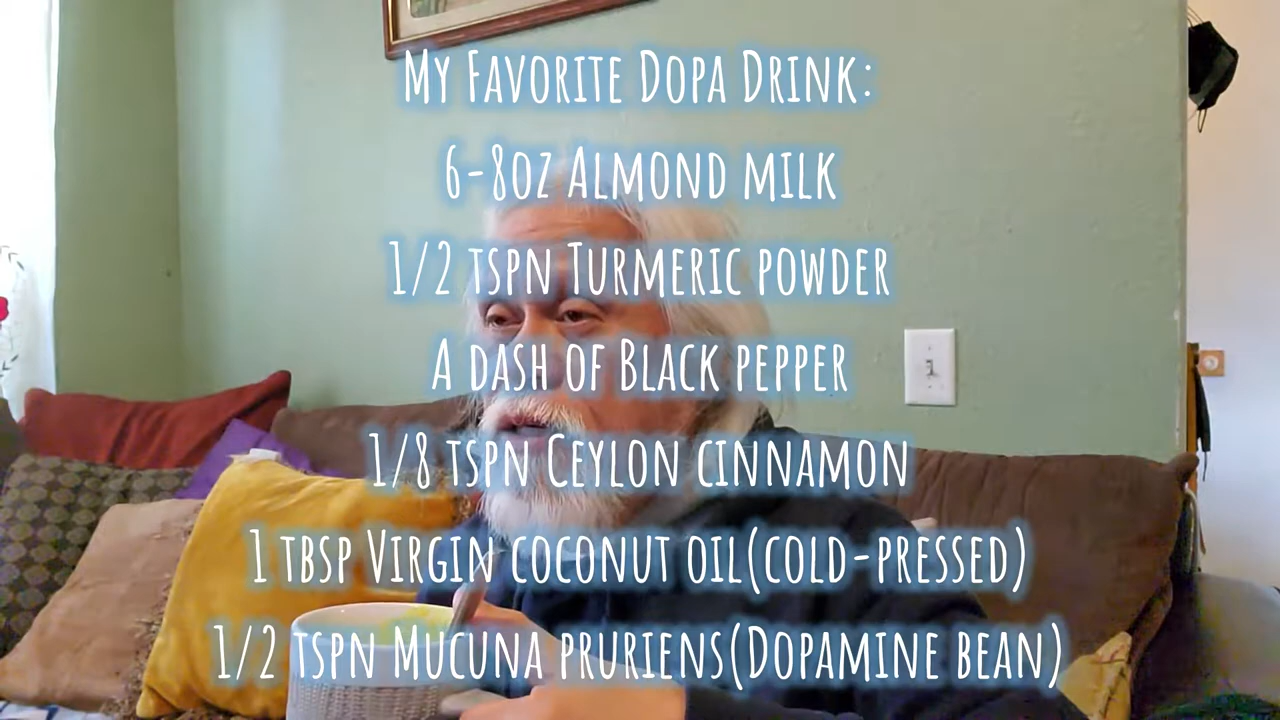 My Favorite Dopa Drink:
6-8oz Almond milk
1/2 tspn Turmeric powder
A dash of Black pepper
1/8 tspn Ceylon cinnamon
1 tbsp Virgin coconut oil(cold-pressed)
1/2 tspn Mucuna pruriens(Dopamine bean)